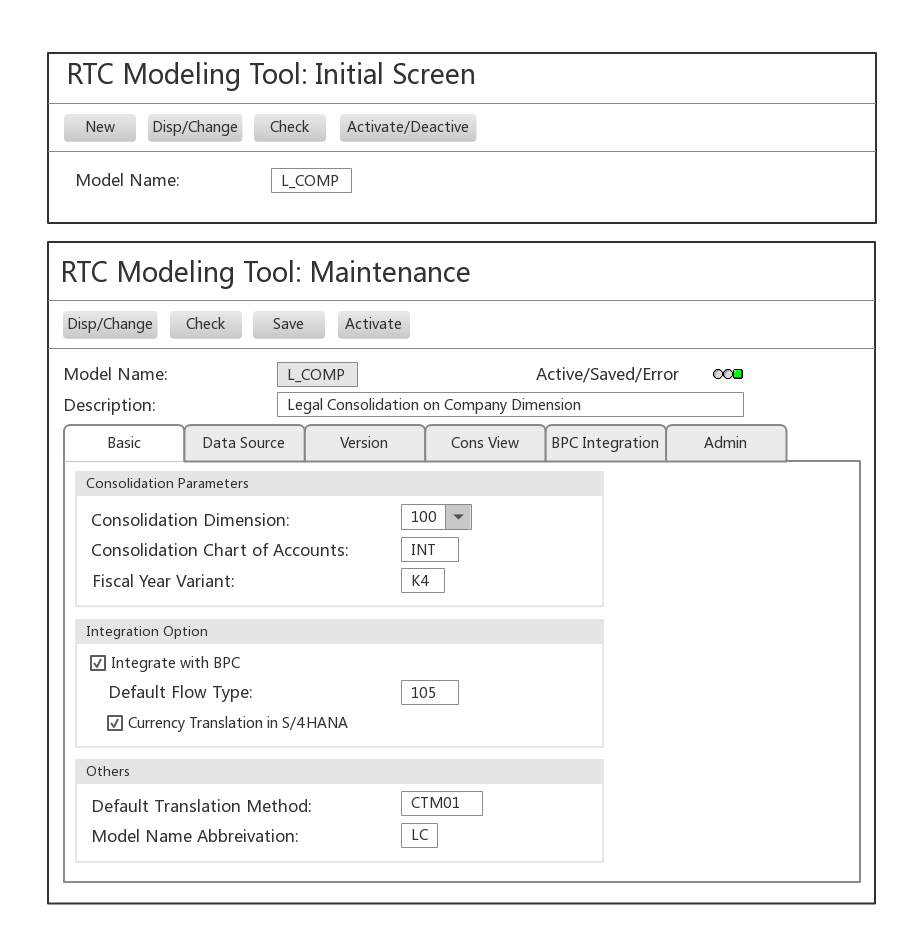 RTC Modeling Tool: Initial Screen
New Disp/Change Check Activate/Deactive
Model Name: L_COMP
RTC Modeling Tool: Maintenance
Disp/Change Check Save Activate
Model Name: L_COMP Active/Saved/Error
Description: Legal Consolidation on Company Dimension
Basic Data Source Version Cons View BPC Integration Admin
Consolidation Parameters
Consolidation Dimension: 100
Consolidation Chart of Accounts: INT
Fiscal Year Variant: K4
Integration Option
Integrate with BPC
Default Flow Type: 105
Currency Translation in S/4HANA
Others
Default Translation Method: CTM01
Model Name Abbreivation: LC